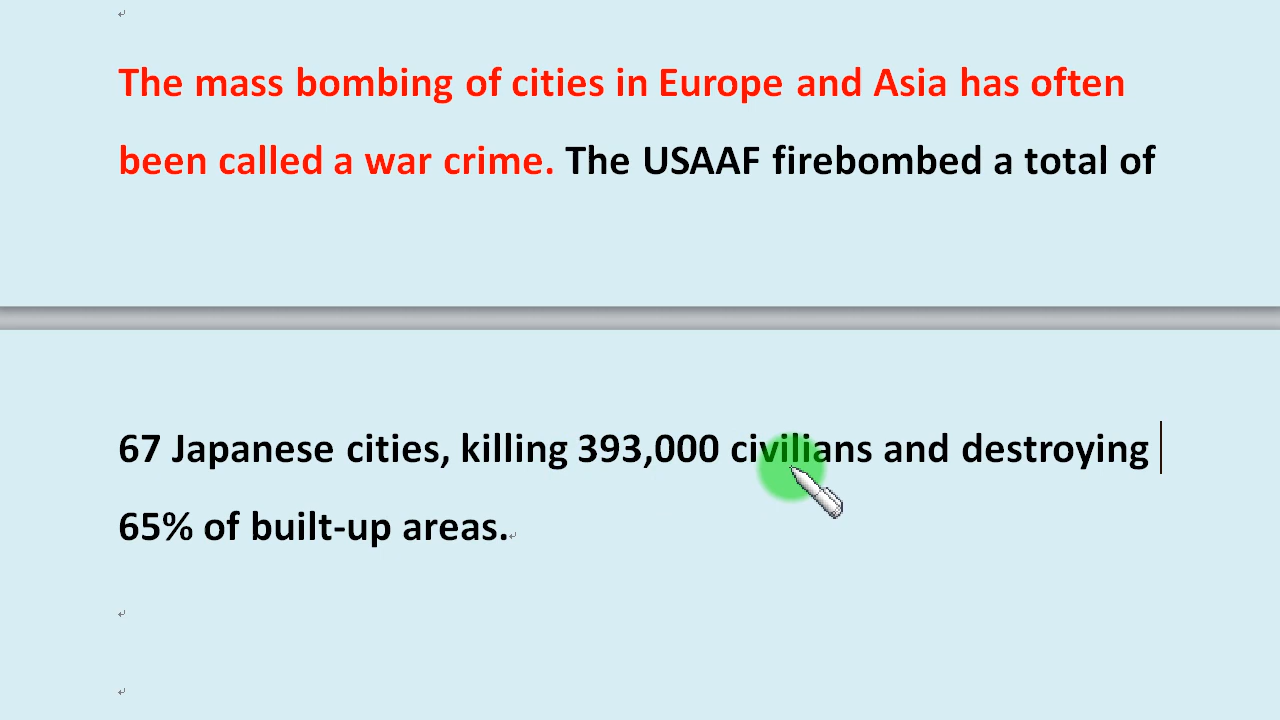 The mass bombing of cities in Europe and Asia has often
been called a war crime. The USAAF firebombed a total of
67 Japanese cities, killing 393,000 civilians and destroying
65% of built-up areas.